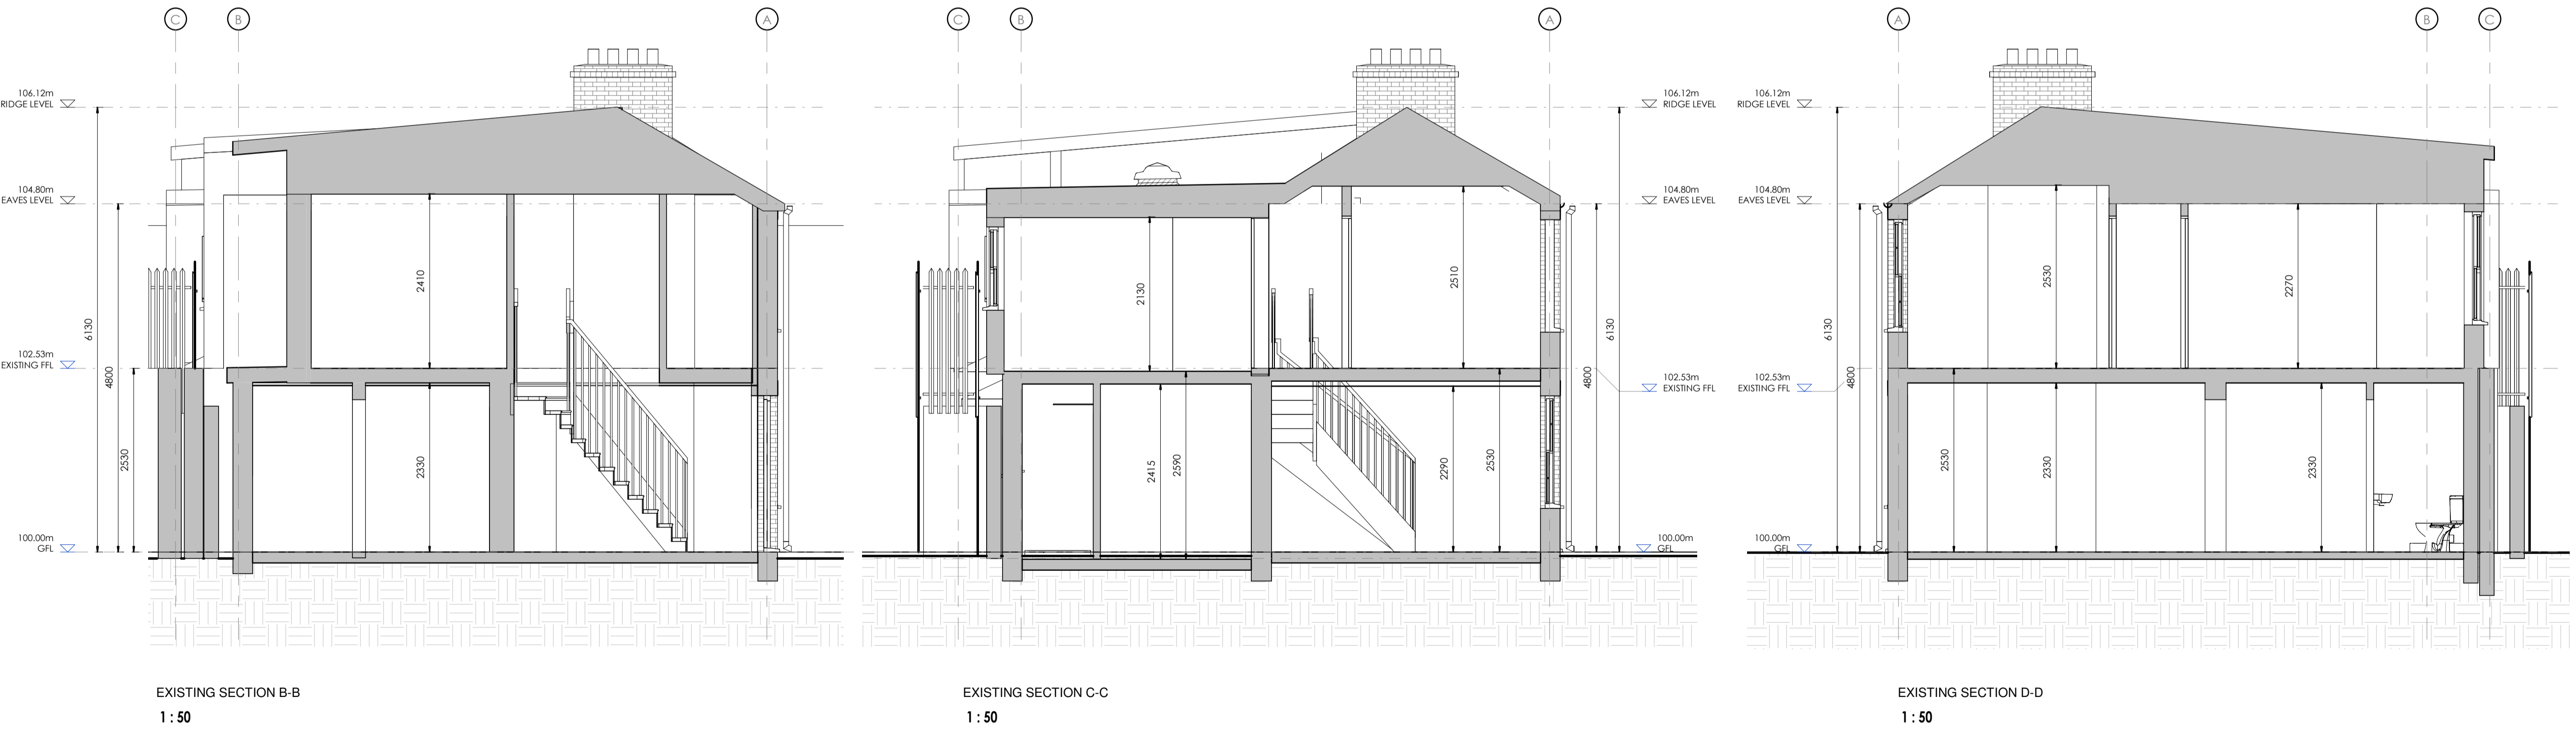 C
B
A
106.12m
RIDGE LEVEL
104.80m
EAVES LEVEL
102.53m
EXISTING FFL
100.00m
GFL
6130
4800
2530
2410
2330
EXISTING SECTION B-B
1 : 50
C
B
A
106.12m
RIDGE LEVEL
104.80m
EAVES LEVEL
102.53m
EXISTING FFL
100.00m
GFL
2130
2510
2415
2590
2290
2530
4800
6130
EXISTING SECTION C-C
1 : 50
A
B
C
106.12m
RIDGE LEVEL
104.80m
EAVES LEVEL
102.53m
EXISTING FFL
100.00m
GFL
6130
4800
2530
2270
2530
2330
2330
EXISTING SECTION D-D
1 : 50